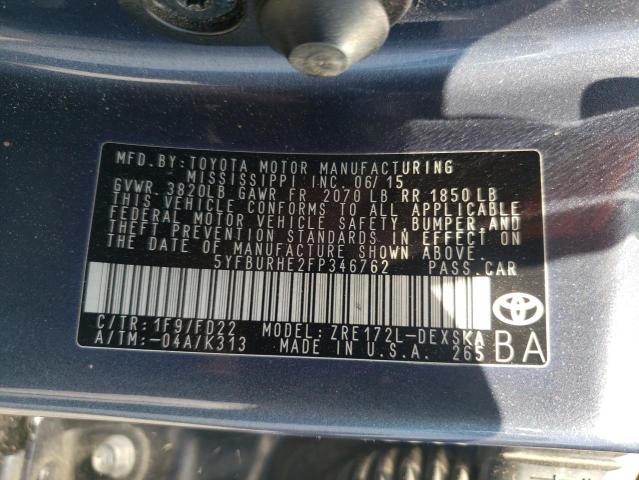 MFD.BY:TOYOTA MOTOR MANUFACTURING
MISSISSIPPI INC. 06/15
GVWR. 3820LB GAWR FR. 2070 LB RR.1850LB
THIS VEHICLE CONFORMS TO ALL APPLICABLE
FEDERAL MOTOR VEHICLE SAFETY,BUMPER,AND
THEFT PREVENTION STANDARDS IN EFFECT ON
THE DATE OF MANUFACTURE SHOWN ABOVE.
5YFBURHE2FP346762 PASS.CAR
C/TR: 1F9/FD22 MODEL: ZRE172L-DEXSKA
A/TM:-04A/K313 MADE IN U.S.A. 265
BA